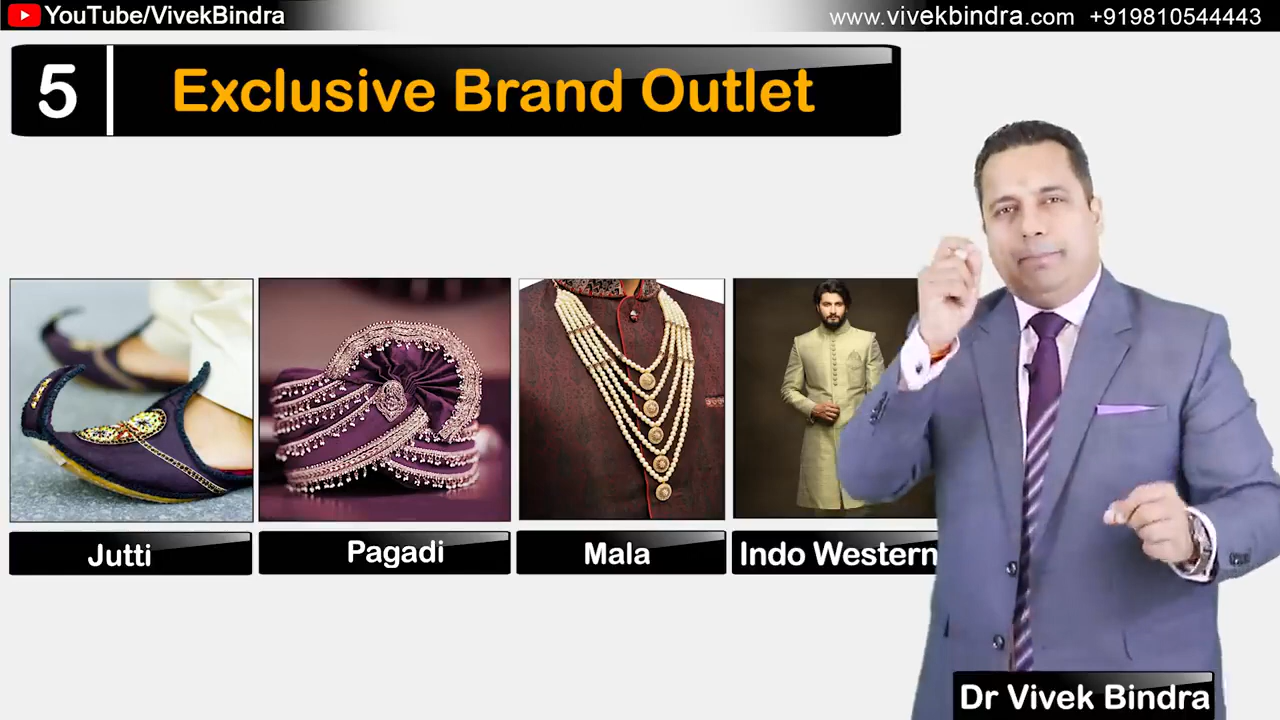 YouTube/VivekBindra
www.vivekbindra.com +919810544443
5 Exclusive Brand Outlet
Jutti
Pagadi
Mala
Indo Western
Dr Vivek Bindra